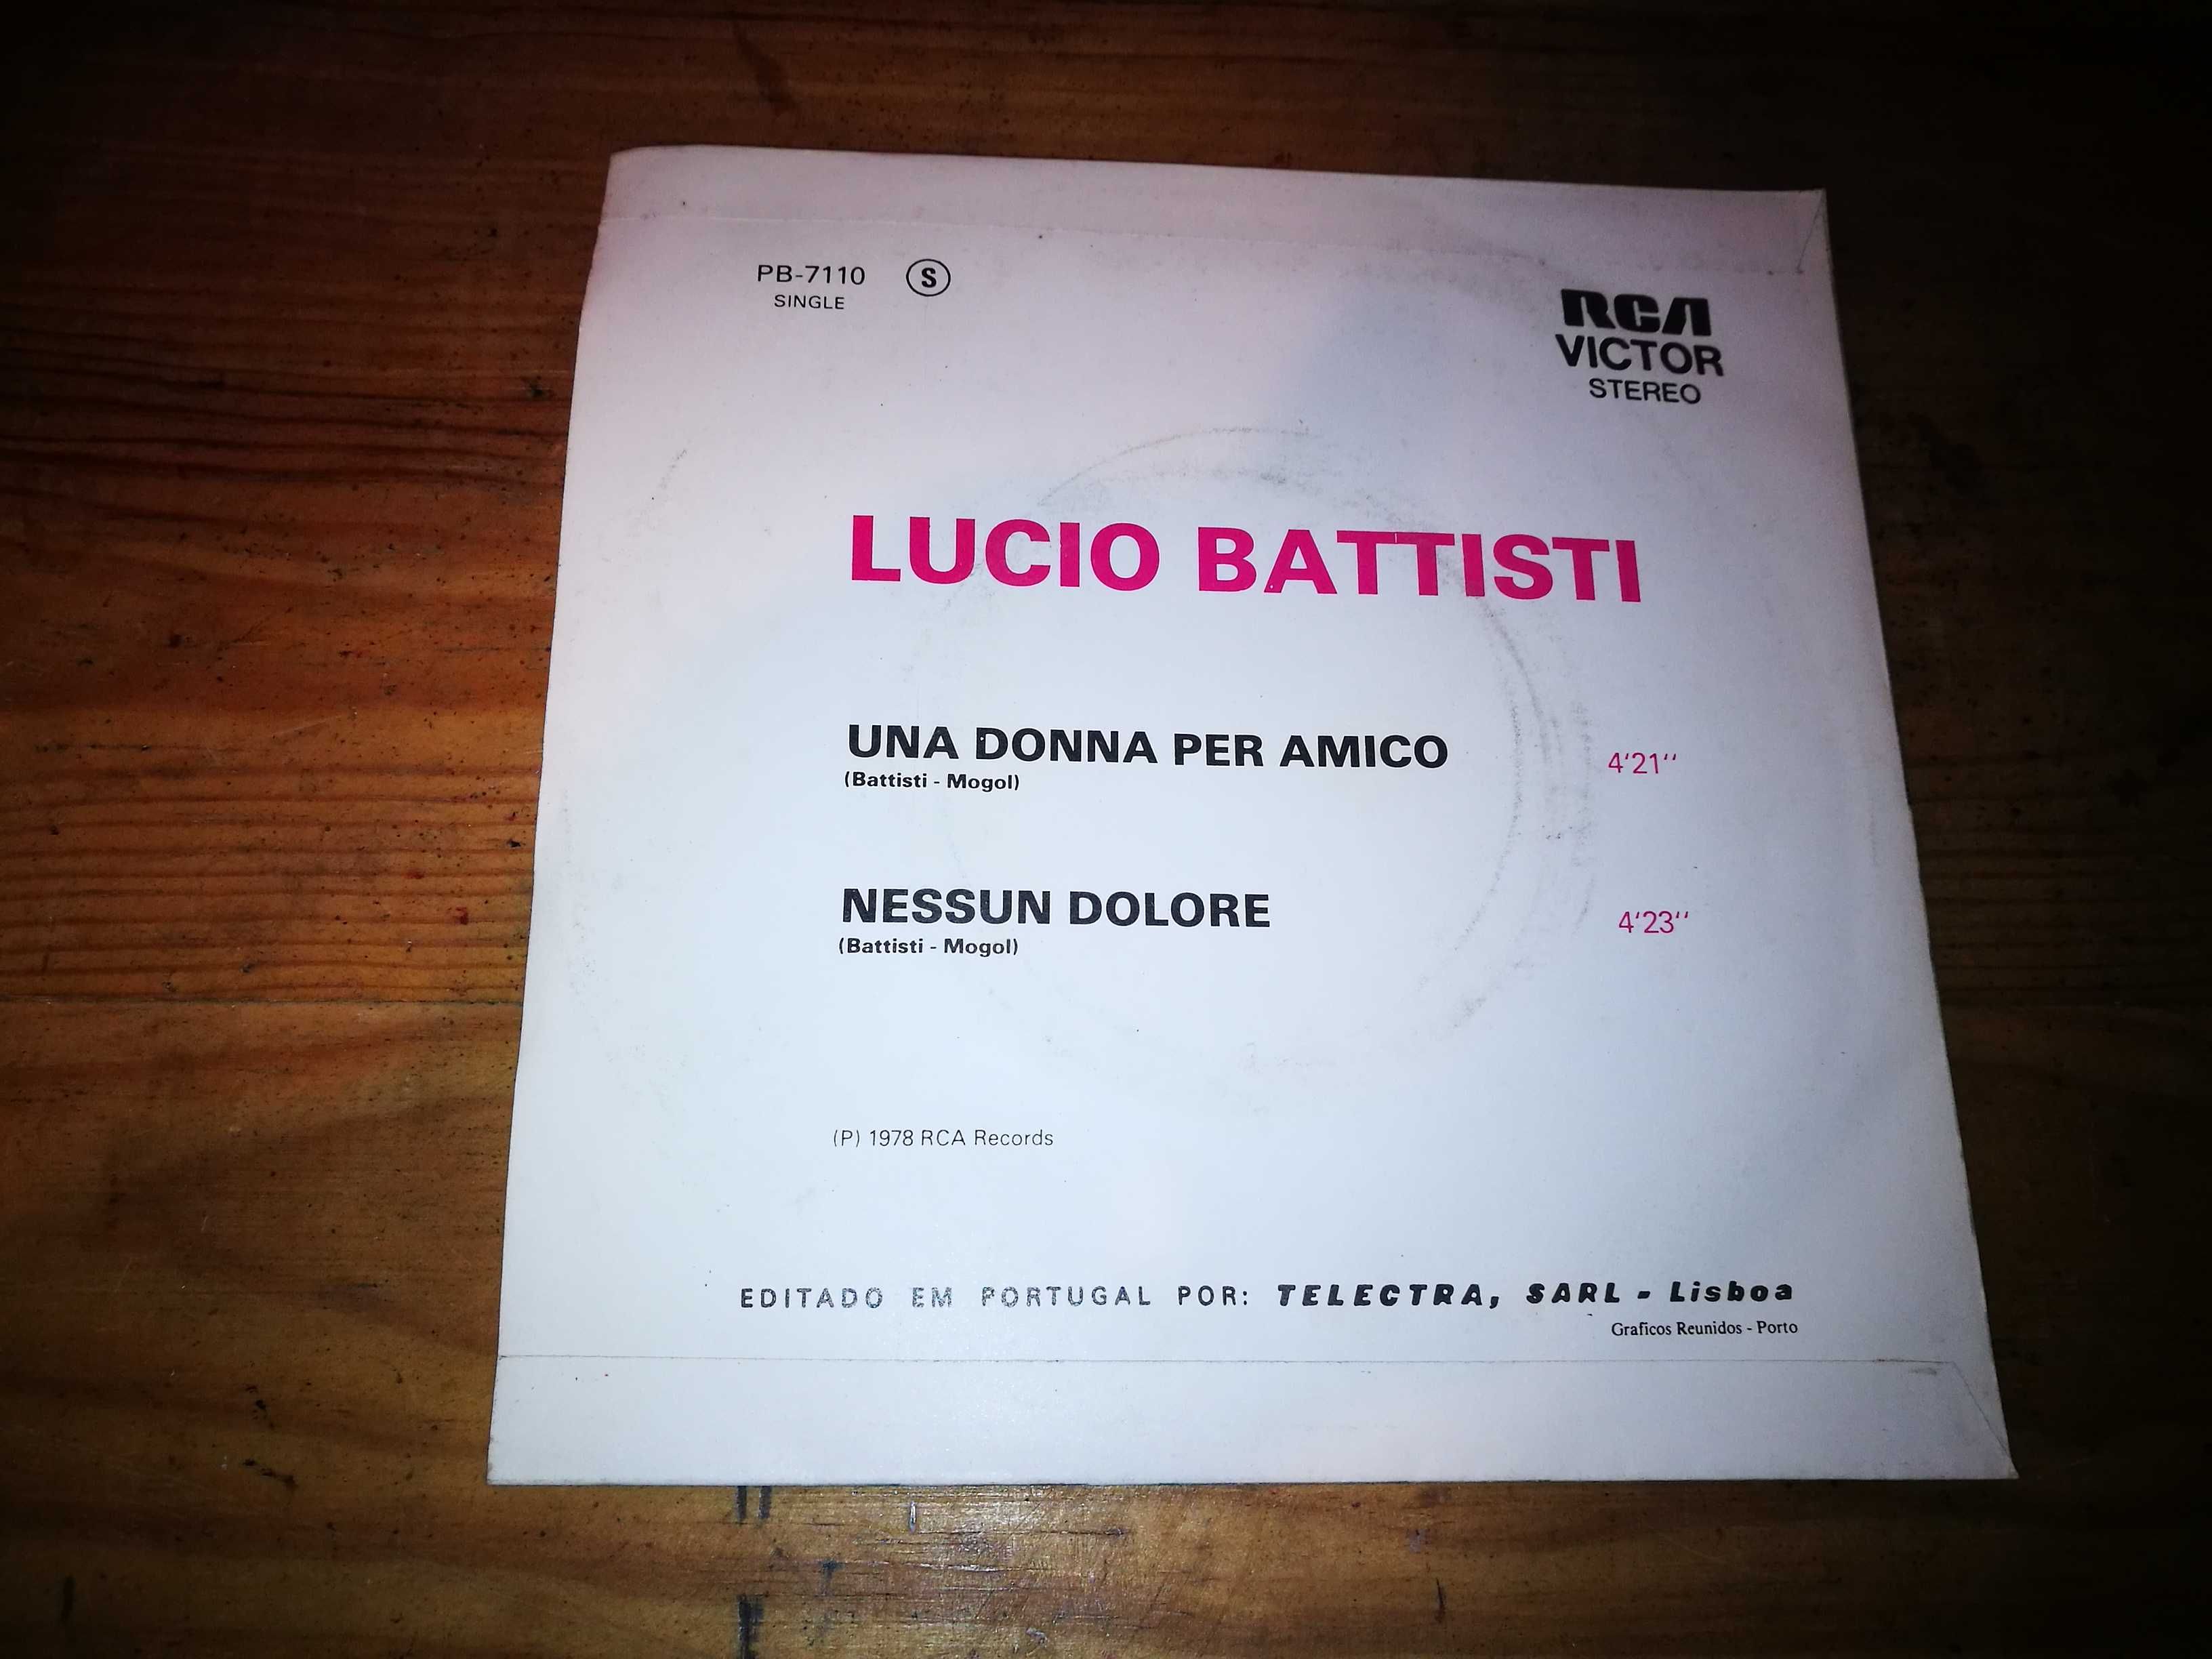 PB-7110 S
SINGLE
RCA
VICTOR
STEREO
LUCIO BATTISTI
UNA DONNA PER AMICO 4'21''
(Battisti - Mogol)
NESSUN DOLORE 4'23''
(Battisti - Mogol)
(P) 1978 RCA Records
EDITADO EM PORTUGAL POR: TELECTRA, SARL - Lisboa
Graficos Reunidos - Porto